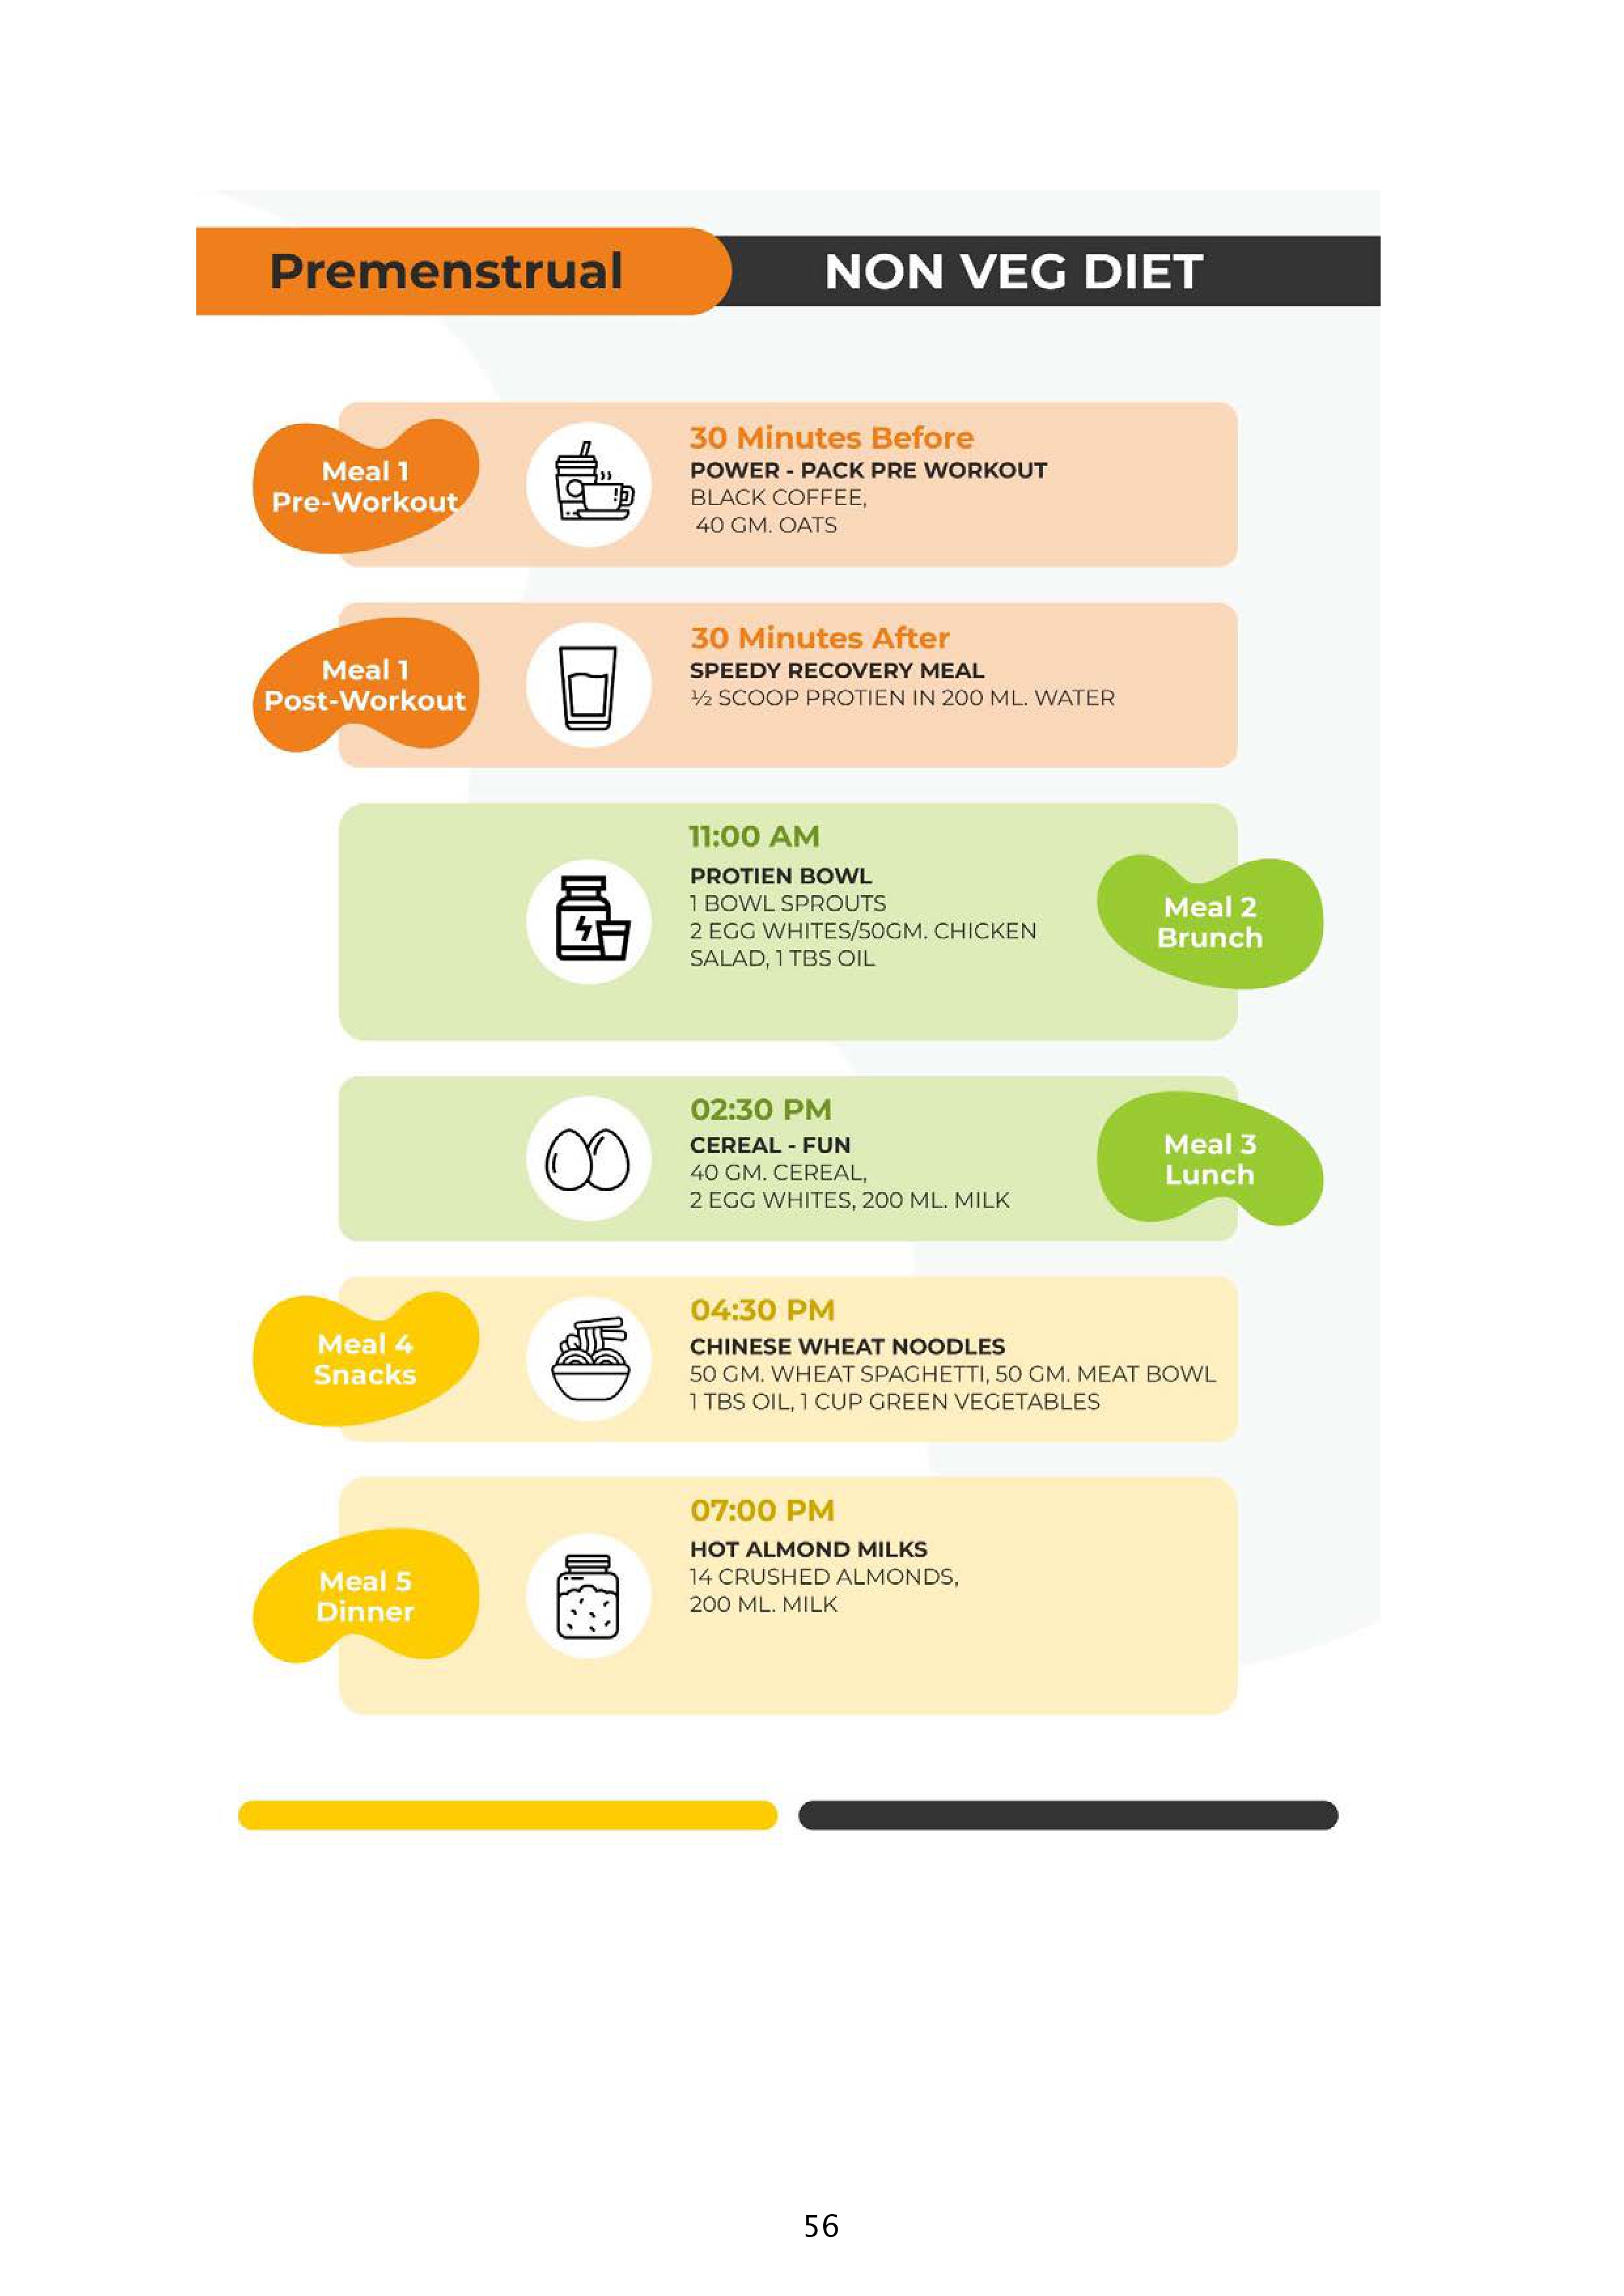 Premenstrual NON VEG DIET
Meal 1
Pre-Workout
30 Minutes Before
POWER - PACK PRE WORKOUT
BLACK COFFEE,
40 GM. OATS
Meal 1
Post-Workout
30 Minutes After
SPEEDY RECOVERY MEAL
½ SCOOP PROTIEN IN 200 ML. WATER
11:00 AM
PROTIEN BOWL
1 BOWL SPROUTS
2 EGG WHITES/50GM. CHICKEN
SALAD, 1 TBS OIL
Meal 2
Brunch
02:30 PM
CEREAL - FUN
40 GM. CEREAL,
2 EGG WHITES, 200 ML. MILK
Meal 3
Lunch
Meal 4
Snacks
04:30 PM
CHINESE WHEAT NOODLES
50 GM. WHEAT SPAGHETTI, 50 GM. MEAT BOWL
1 TBS OIL, 1 CUP GREEN VEGETABLES
Meal 5
Dinner
07:00 PM
HOT ALMOND MILKS
14 CRUSHED ALMONDS,
200 ML. MILK
56